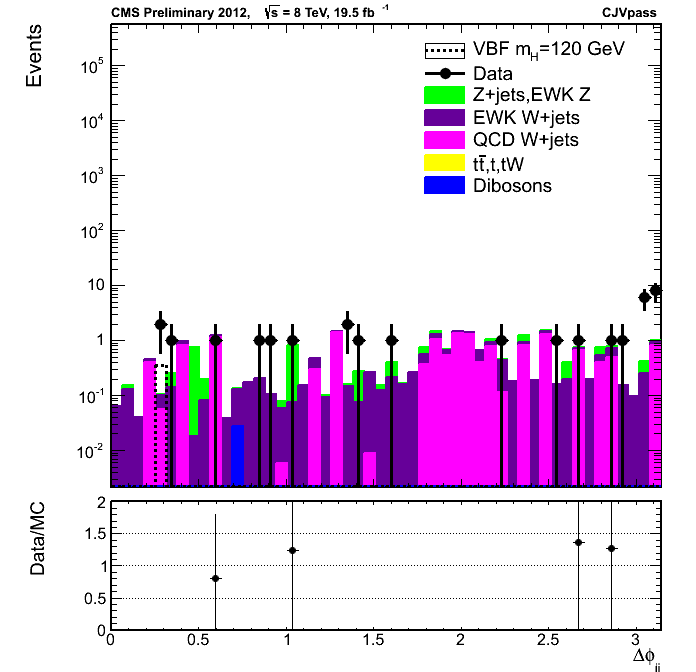 CMS Preliminary 2012, √s = 8 TeV, 19.5 fb⁻¹ CJVpass
Events
VBF m_H=120 GeV
Data
Z+jets,EWK Z
EWK W+jets
QCD W+jets
tt̄,t,tW
Dibosons
10⁵
10⁴
10³
10²
10
1
10⁻¹
10⁻²
Data/MC
2
1.5
1
0.5
0
0 0.5 1 1.5 2 2.5 3
Δϕ_jj